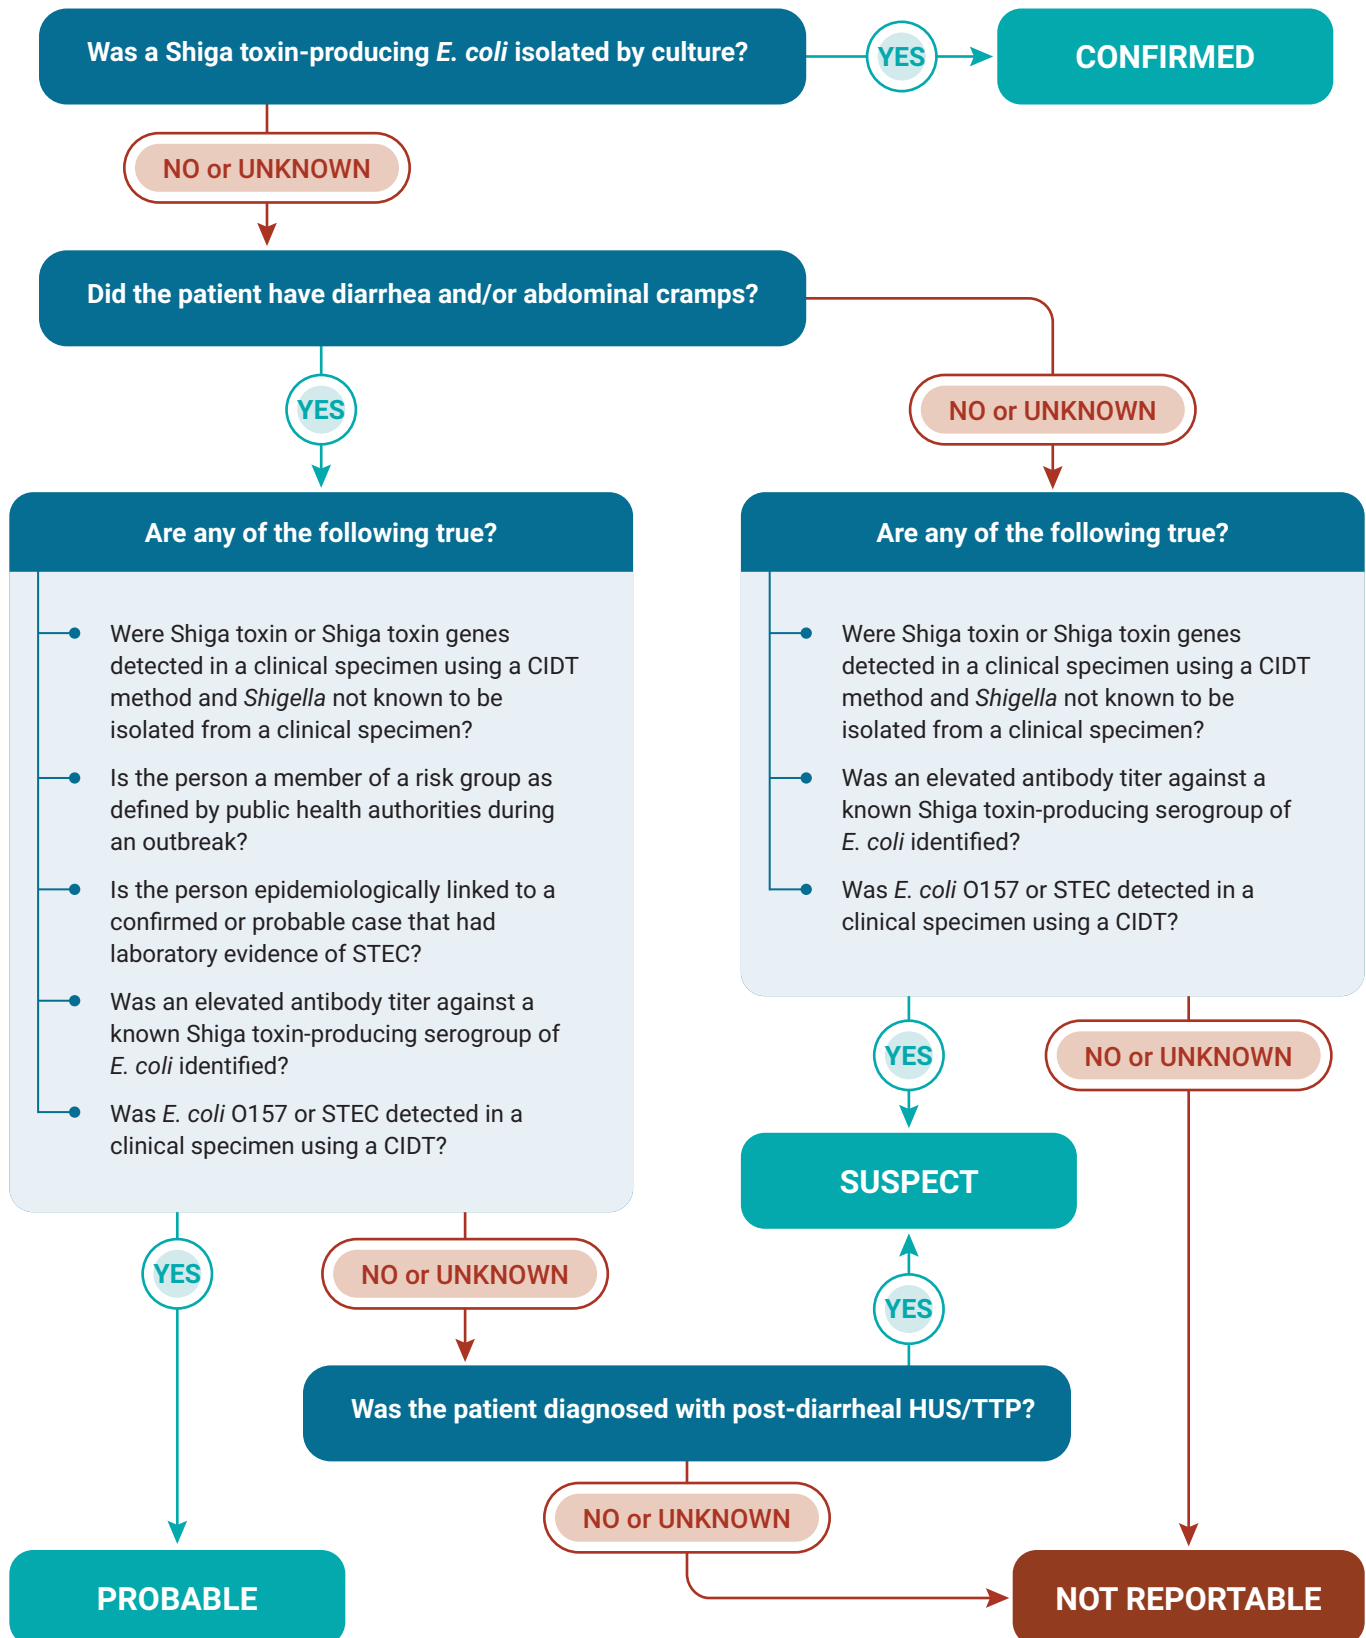 Was a Shiga toxin-producing E. coli isolated by culture?
YES
CONFIRMED
NO or UNKNOWN
Did the patient have diarrhea and/or abdominal cramps?
YES
NO or UNKNOWN
Are any of the following true?
Were Shiga toxin or Shiga toxin genes
detected in a clinical specimen using a CIDT
method and Shigella not known to be
isolated from a clinical specimen?
Is the person a member of a risk group as
defined by public health authorities during
an outbreak?
Is the person epidemiologically linked to a
confirmed or probable case that had
laboratory evidence of STEC?
Was an elevated antibody titer against a
known Shiga toxin-producing serogroup of
E. coli identified?
Was E. coli O157 or STEC detected in a
clinical specimen using a CIDT?
Are any of the following true?
Were Shiga toxin or Shiga toxin genes
detected in a clinical specimen using a CIDT
method and Shigella not known to be
isolated from a clinical specimen?
Was an elevated antibody titer against a
known Shiga toxin-producing serogroup of
E. coli identified?
Was E. coli O157 or STEC detected in a
clinical specimen using a CIDT?
YES
NO or UNKNOWN
SUSPECT
YES
NO or UNKNOWN
YES
Was the patient diagnosed with post-diarrheal HUS/TTP?
NO or UNKNOWN
PROBABLE
NOT REPORTABLE